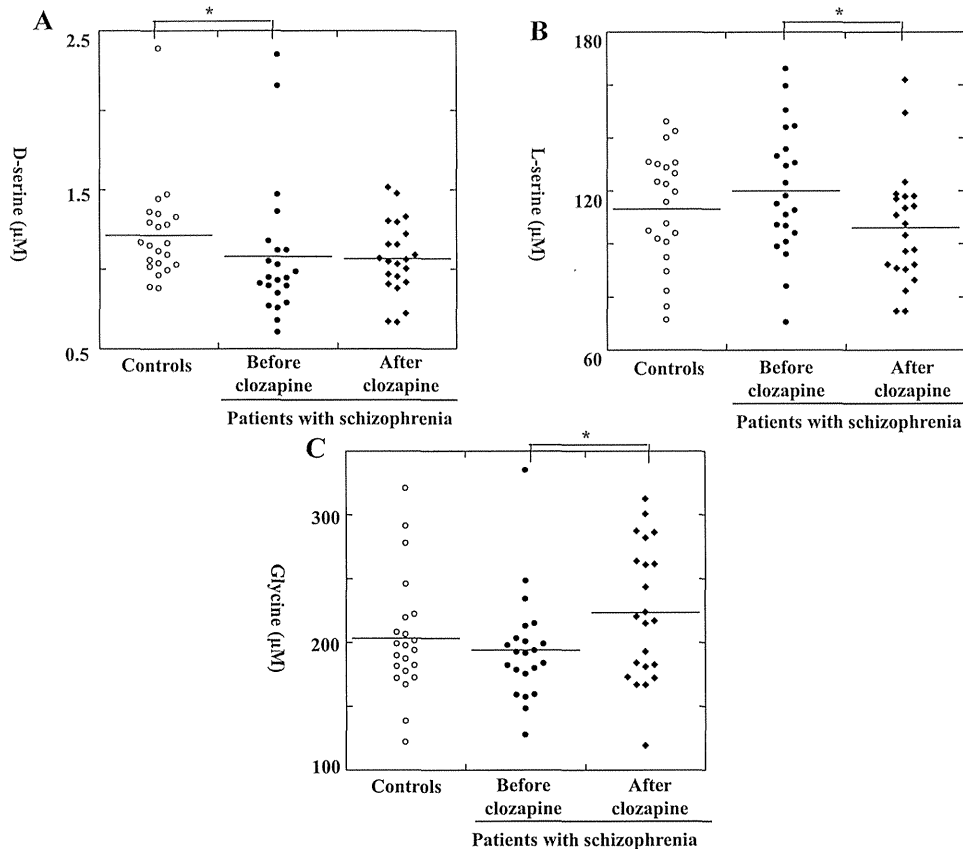 A
*
2.5
1.5
0.5
D-serine (μM)
Controls
Before
clozapine
After
clozapine
Patients with schizophrenia
B
*
180
120
60
L-serine (μM)
Controls
Before
clozapine
After
clozapine
Patients with schizophrenia
C
*
300
200
100
Glycine (μM)
Controls
Before
clozapine
After
clozapine
Patients with schizophrenia